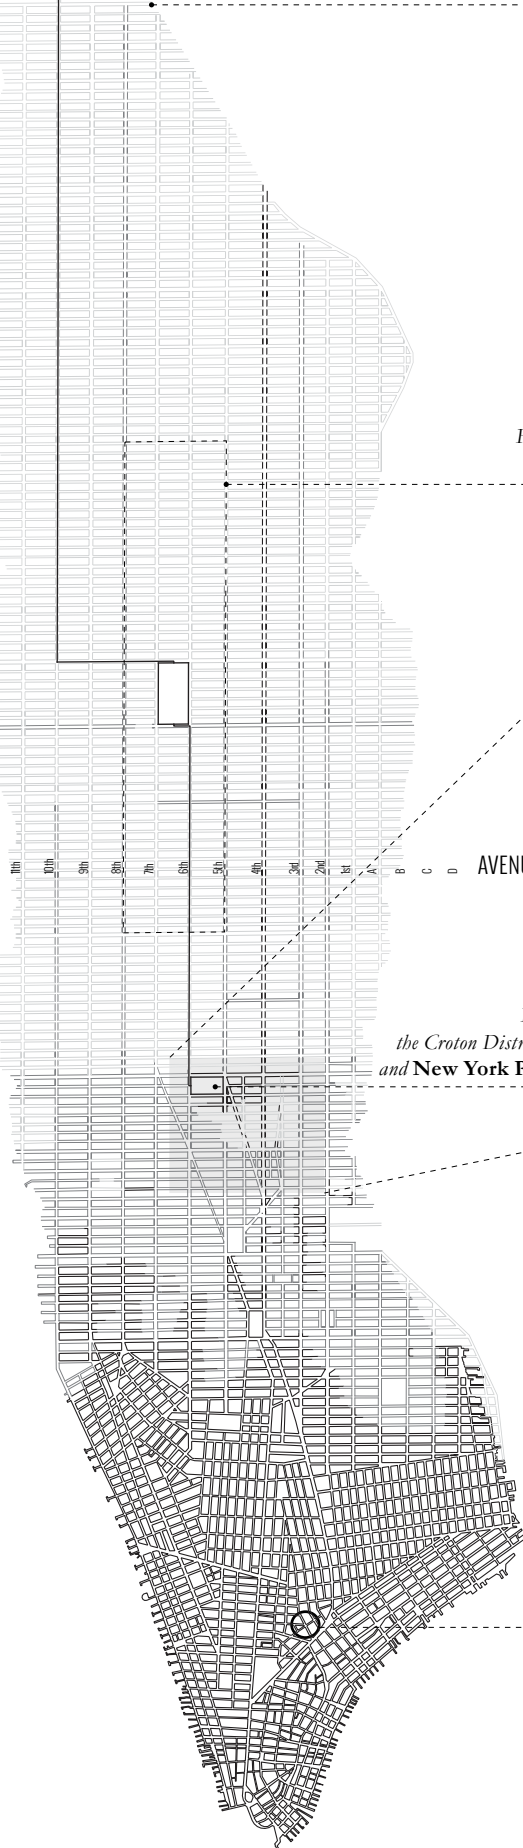 11th 10th 9th 8th 7th 6th 5th 4th 3rd 2nd 1st A B C D AVENU
the Croton Distr
and New York P